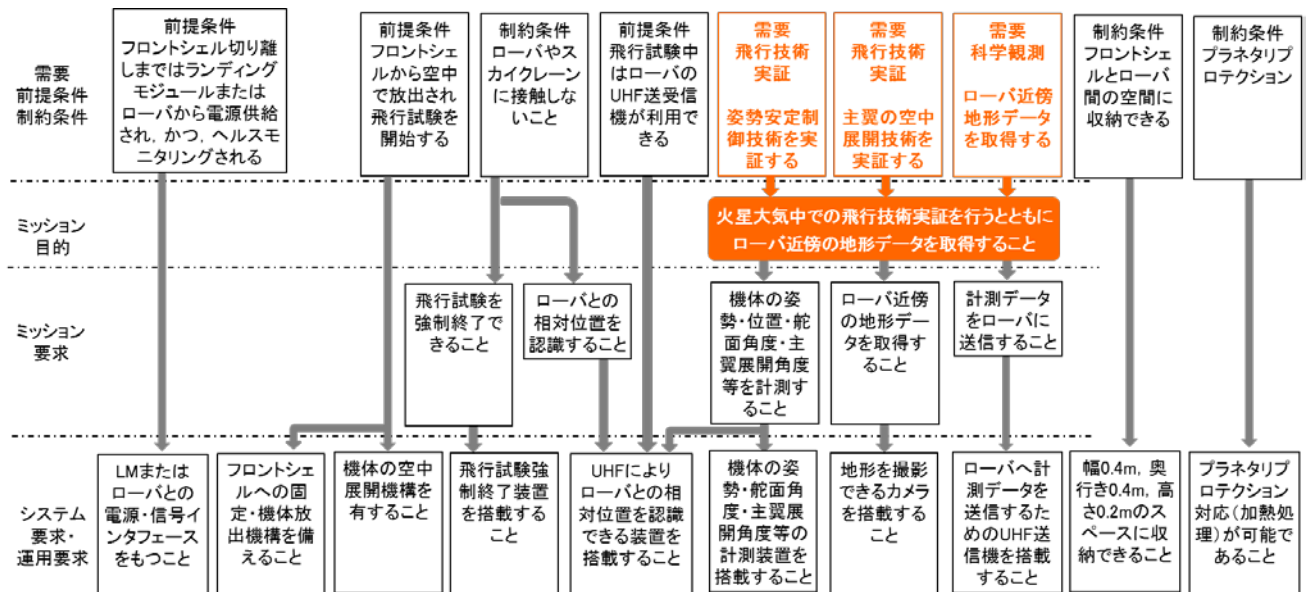 需要
前提条件
制約条件
前提条件
フロントシェル切り離
しまではランディング
モジュールまたは
ローバから電源供給
され，かつ，ヘルスモ
ニタリングされる
前提条件
フロントシェ
ルから空中
で放出され
飛行試験を
開始する
制約条件
ローバやス
カイクレーン
に接触しな
いこと
前提条件
飛行試験中
はローバの
UHF送受信
機が利用で
きる
需要
飛行技術
実証
姿勢安定制
御技術を実
証する
需要
飛行技術
実証
主翼の空中
展開技術を
実証する
需要
科学観測
ローバ近傍
地形データ
を取得する
制約条件
フロントシェ
ルとローバ
間の空間に
収納できる
制約条件
プラネタリプ
ロテクション
ミッション
目的
火星大気中での飛行技術実証を行うとともに
ローバ近傍の地形データを取得すること
ミッション
要求
飛行試験を
強制終了で
きること
ローバとの
相対位置を
認識すること
機体の姿
勢・位置・舵
面角度・主
翼展開角度
等を計測す
ること
ローバ近傍
の地形デー
タを取得す
ること
計測データ
をローバに
送信すること
システム
要求・
運用要求
LMまたは
ローバとの
電源・信号イ
ンタフェース
をもつこと
フロントシェ
ルへの固
定・機体放
出機構を備
えること
機体の空中
展開機構を
有すること
飛行試験強
制終了装置
を搭載する
こと
UHFにより
ローバとの相
対位置を認識
できる装置を
搭載すること
機体の姿
勢・舵面角
度・主翼展
開角度等の
計測装置を
搭載すること
地形を撮影
できるカメラ
を搭載する
こと
ローバへ計
測データを
送信するた
めのUHF送
信機を搭載
すること
幅0.4m，奥
行き0.4m，高
さ0.2mのス
ペースに収
納できること
プラネタリプ
ロテクション
対応（加熱処
理）が可能で
あること